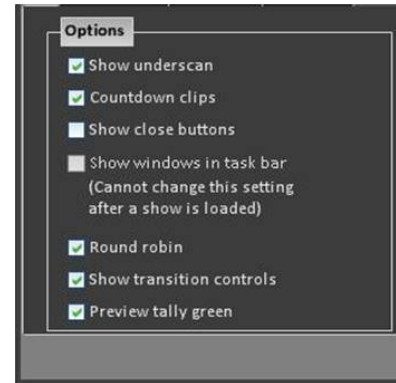 Options
Show underscan
Countdown clips
Show close buttons
Show windows in task bar
(Cannot change this setting
after a show is loaded)
Round robin
Show transition controls
Preview tally green